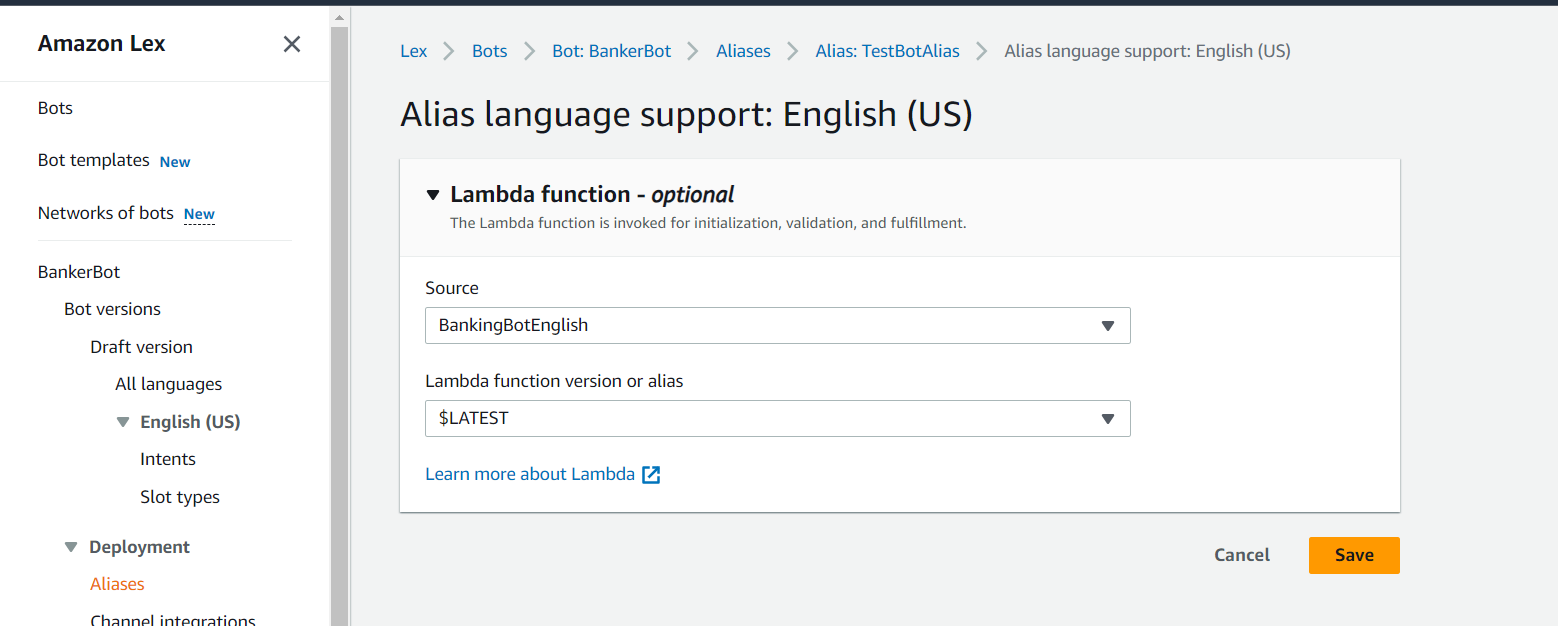 Amazon Lex
Bots
Bot templates New
Networks of bots New
BankerBot
Bot versions
Draft version
All languages
English (US)
Intents
Slot types
Deployment
Aliases
Channel integrations
Lex Bots Bot: BankerBot Aliases Alias: TestBotAlias Alias language support: English (US)
Alias language support: English (US)
Lambda function - optional
The Lambda function is invoked for initialization, validation, and fulfillment.
Source
BankingBotEnglish
Lambda function version or alias
$LATEST
Learn more about Lambda
Cancel Save